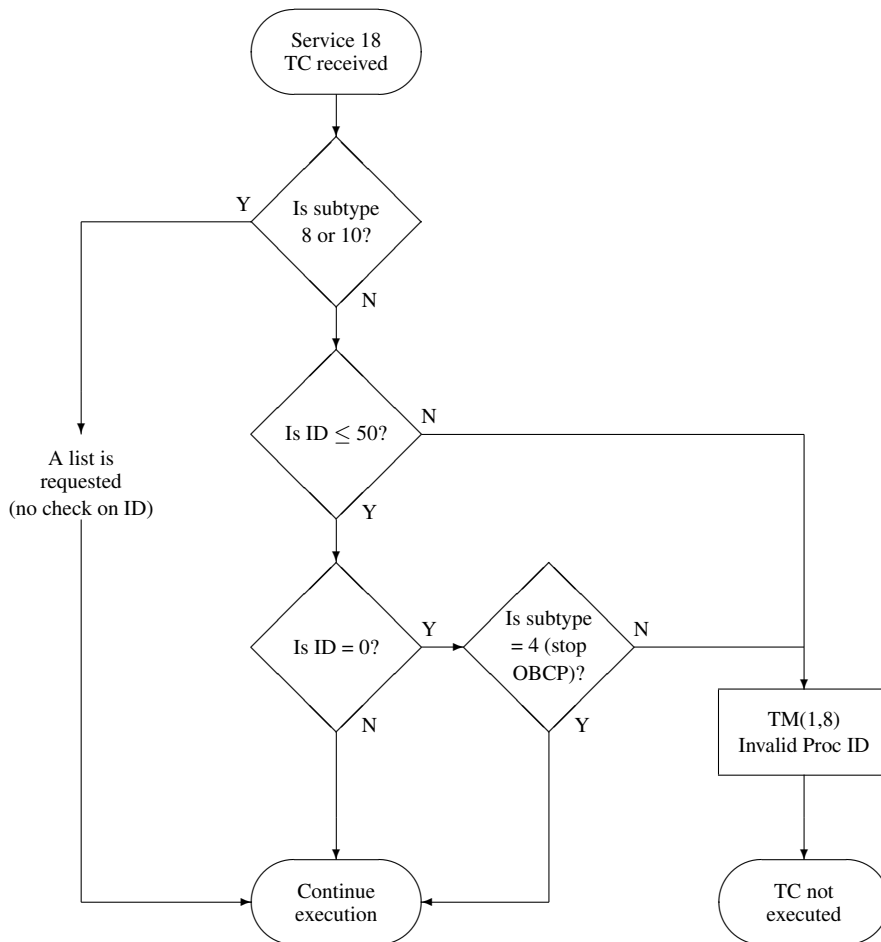 Service 18
TC received
Y
Is subtype
8 or 10?
N
Is ID ≤ 50?
N
A list is
requested
(no check on ID)
Y
Is ID = 0?
Y
Is subtype
= 4 (stop
OBCP)?
N
N
Y
TM(1,8)
Invalid Proc ID
Continue
execution
TC not
executed